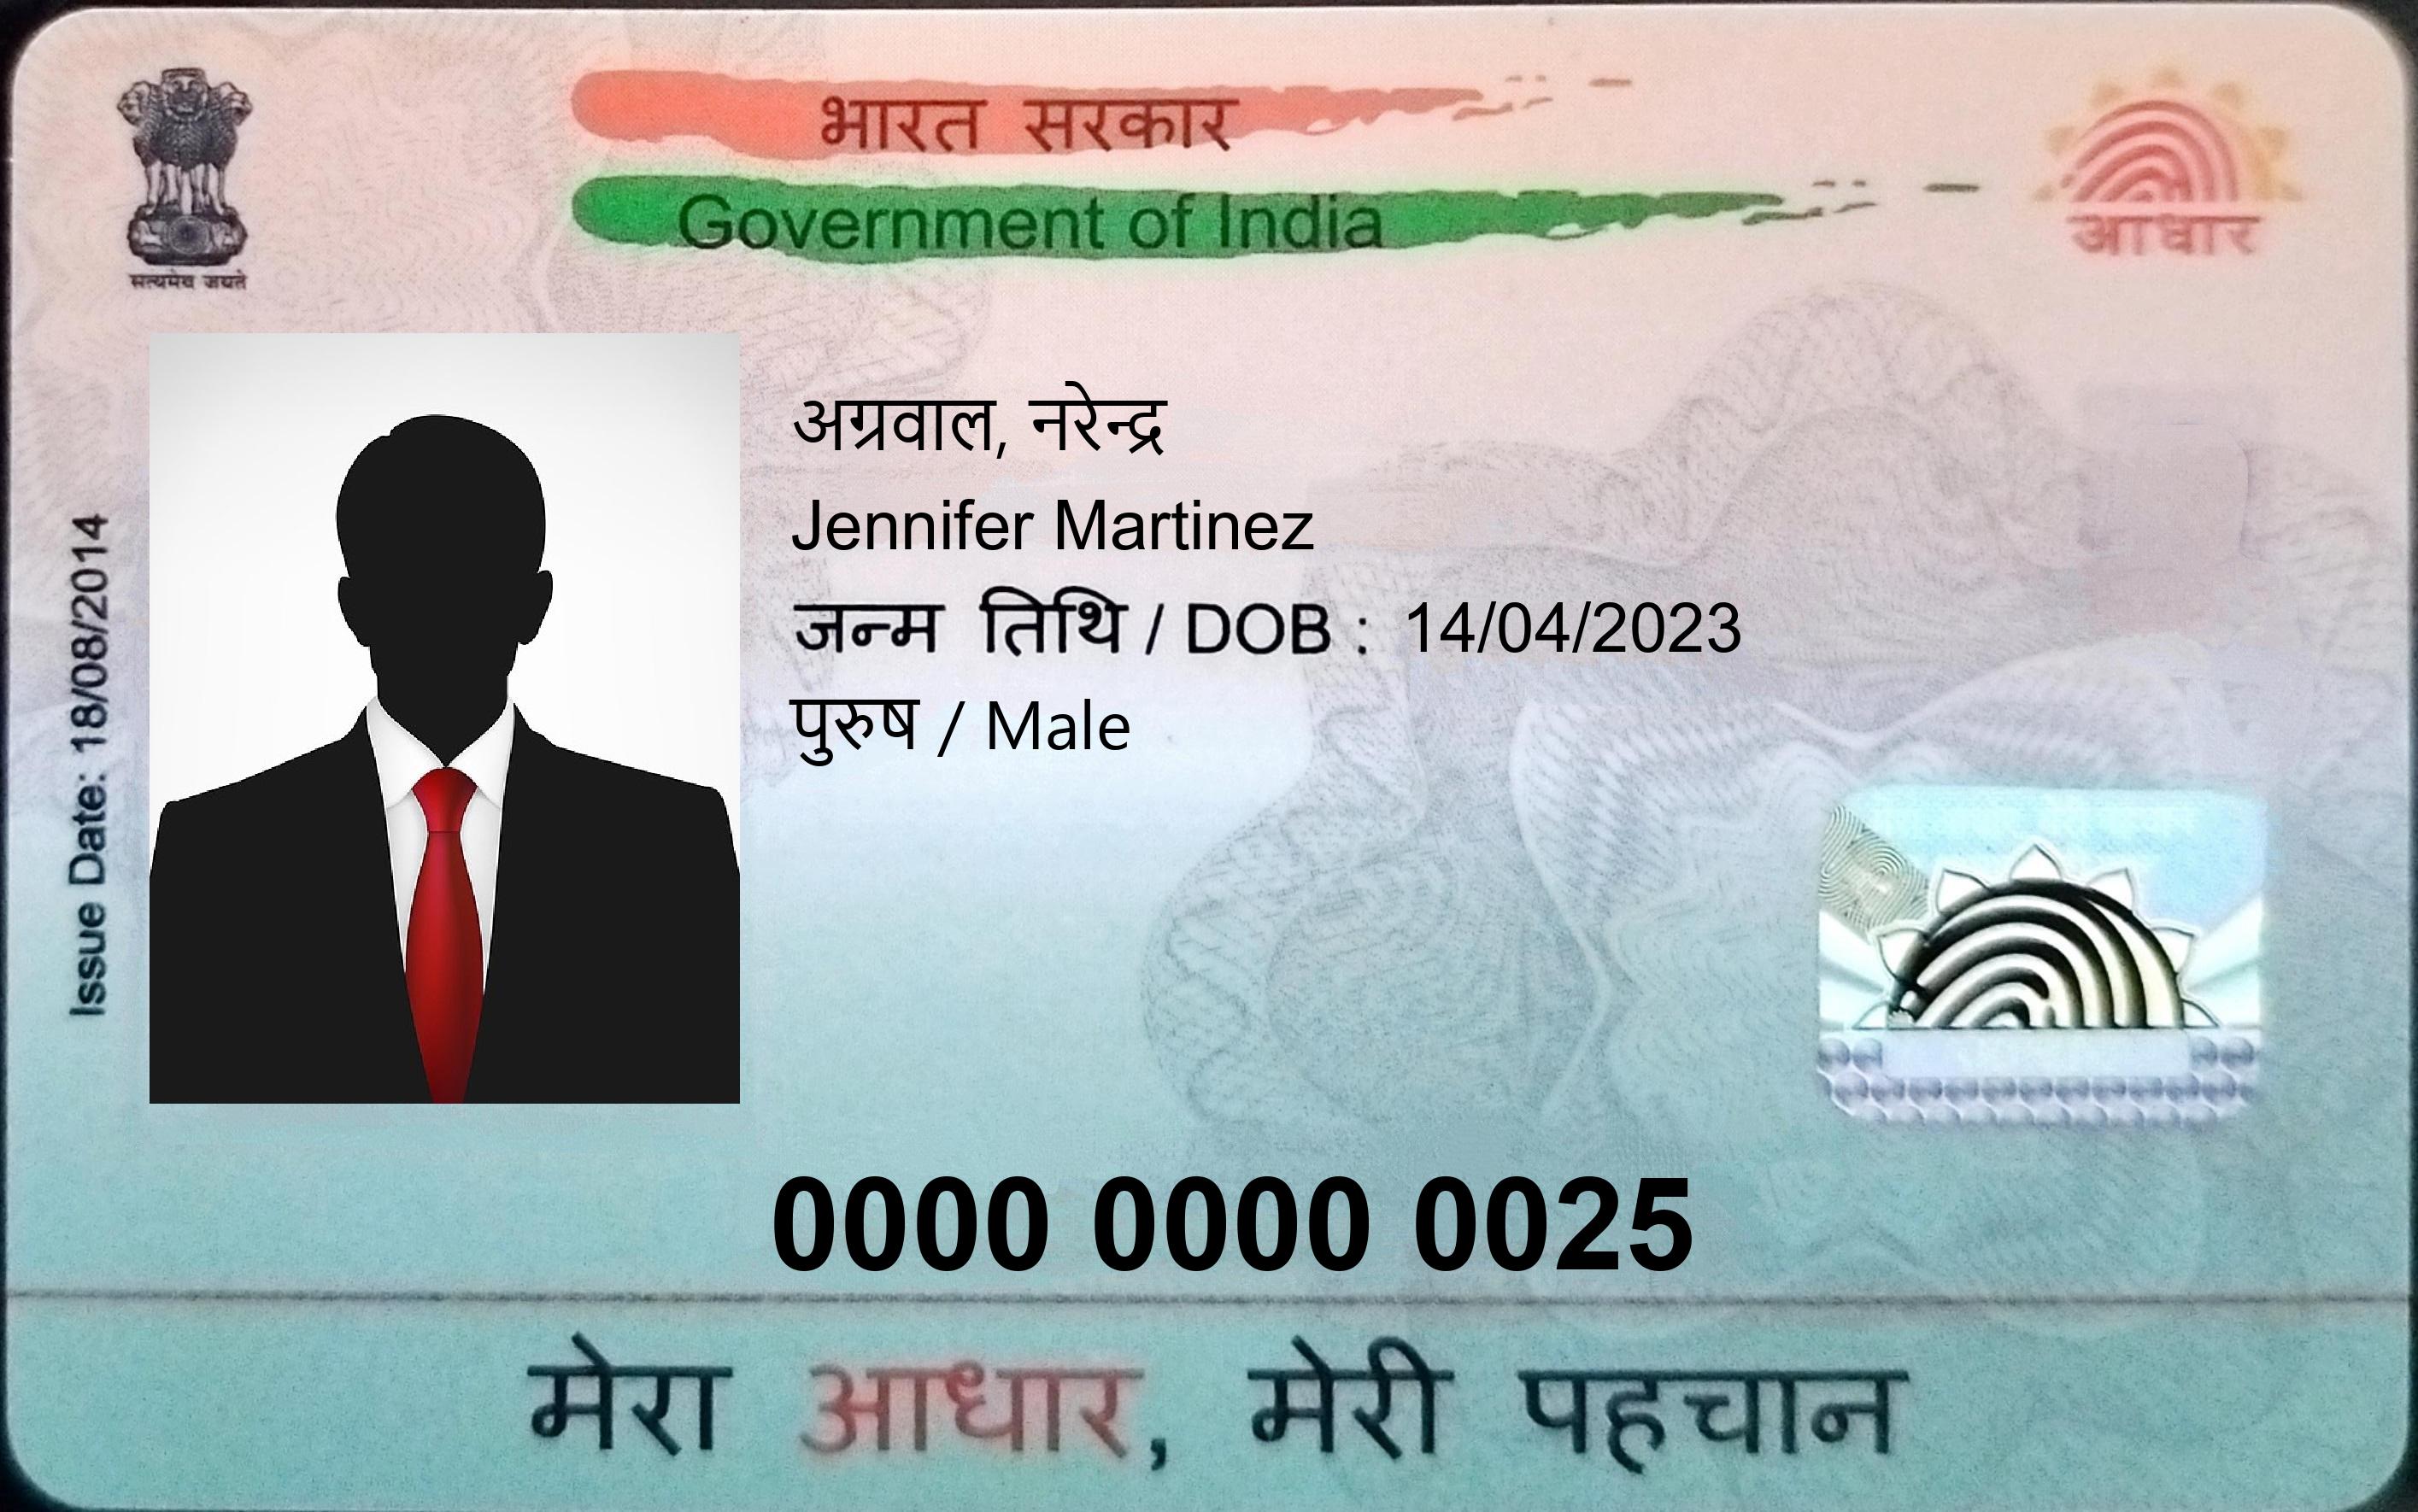 भारत सरकार
Government of India
सत्यमेव जयते
आधार
अग्रवाल, नरेन्द्र
Jennifer Martinez
जन्म तिथि / DOB : 14/04/2023
पुरुष / Male
Issue Date: 18/08/2014
0000 0000 0025
मेरा आधार, मेरी पहचान